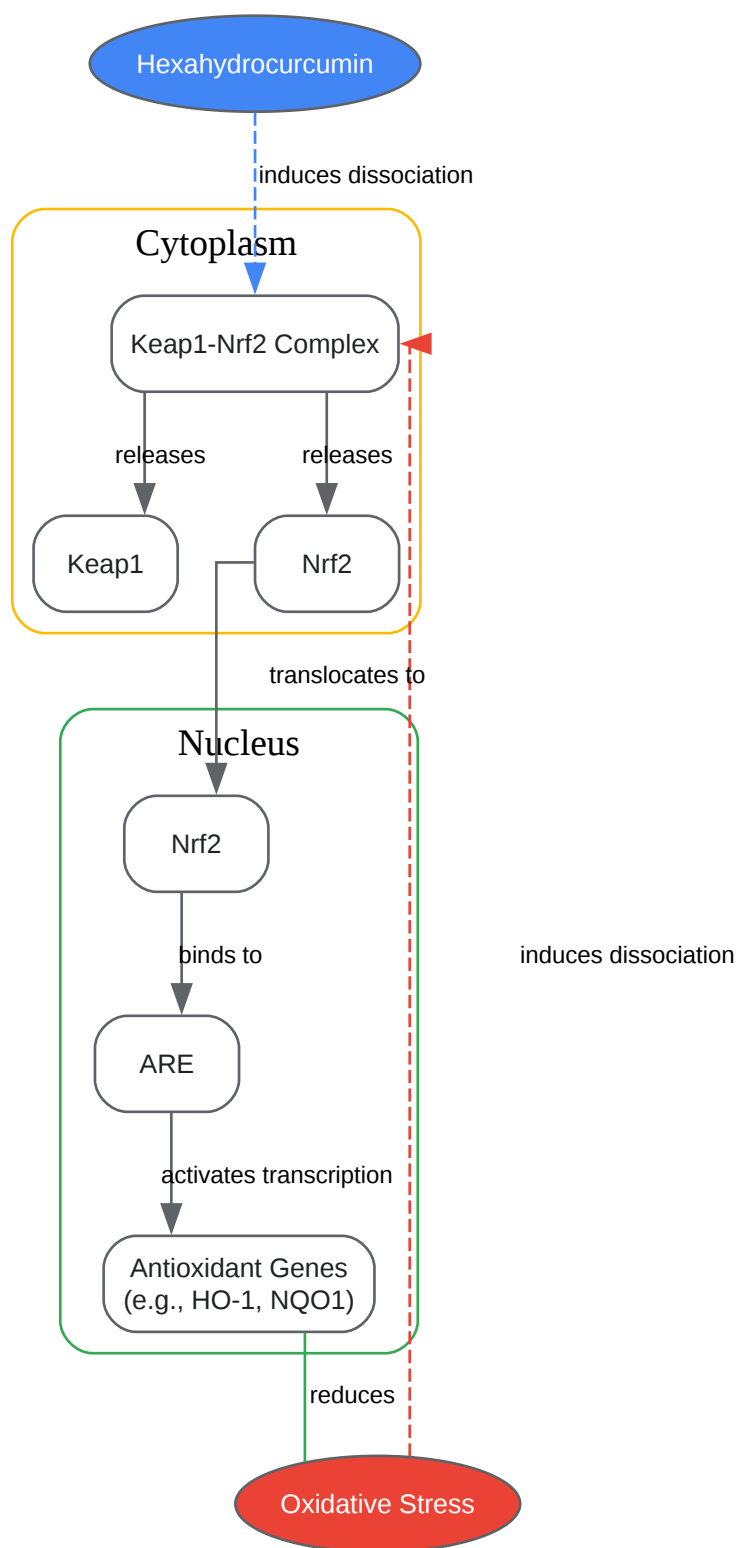 Hexahydrocurcumin
induces dissociation
Cytoplasm
Keap1-Nrf2 Complex
releases
releases
Keap1
Nrf2
translocates to
Nucleus
Nrf2
binds to
induces dissociation
ARE
activates transcription
Antioxidant Genes
(e.g., HO-1, NQO1)
reduces
Oxidative Stress